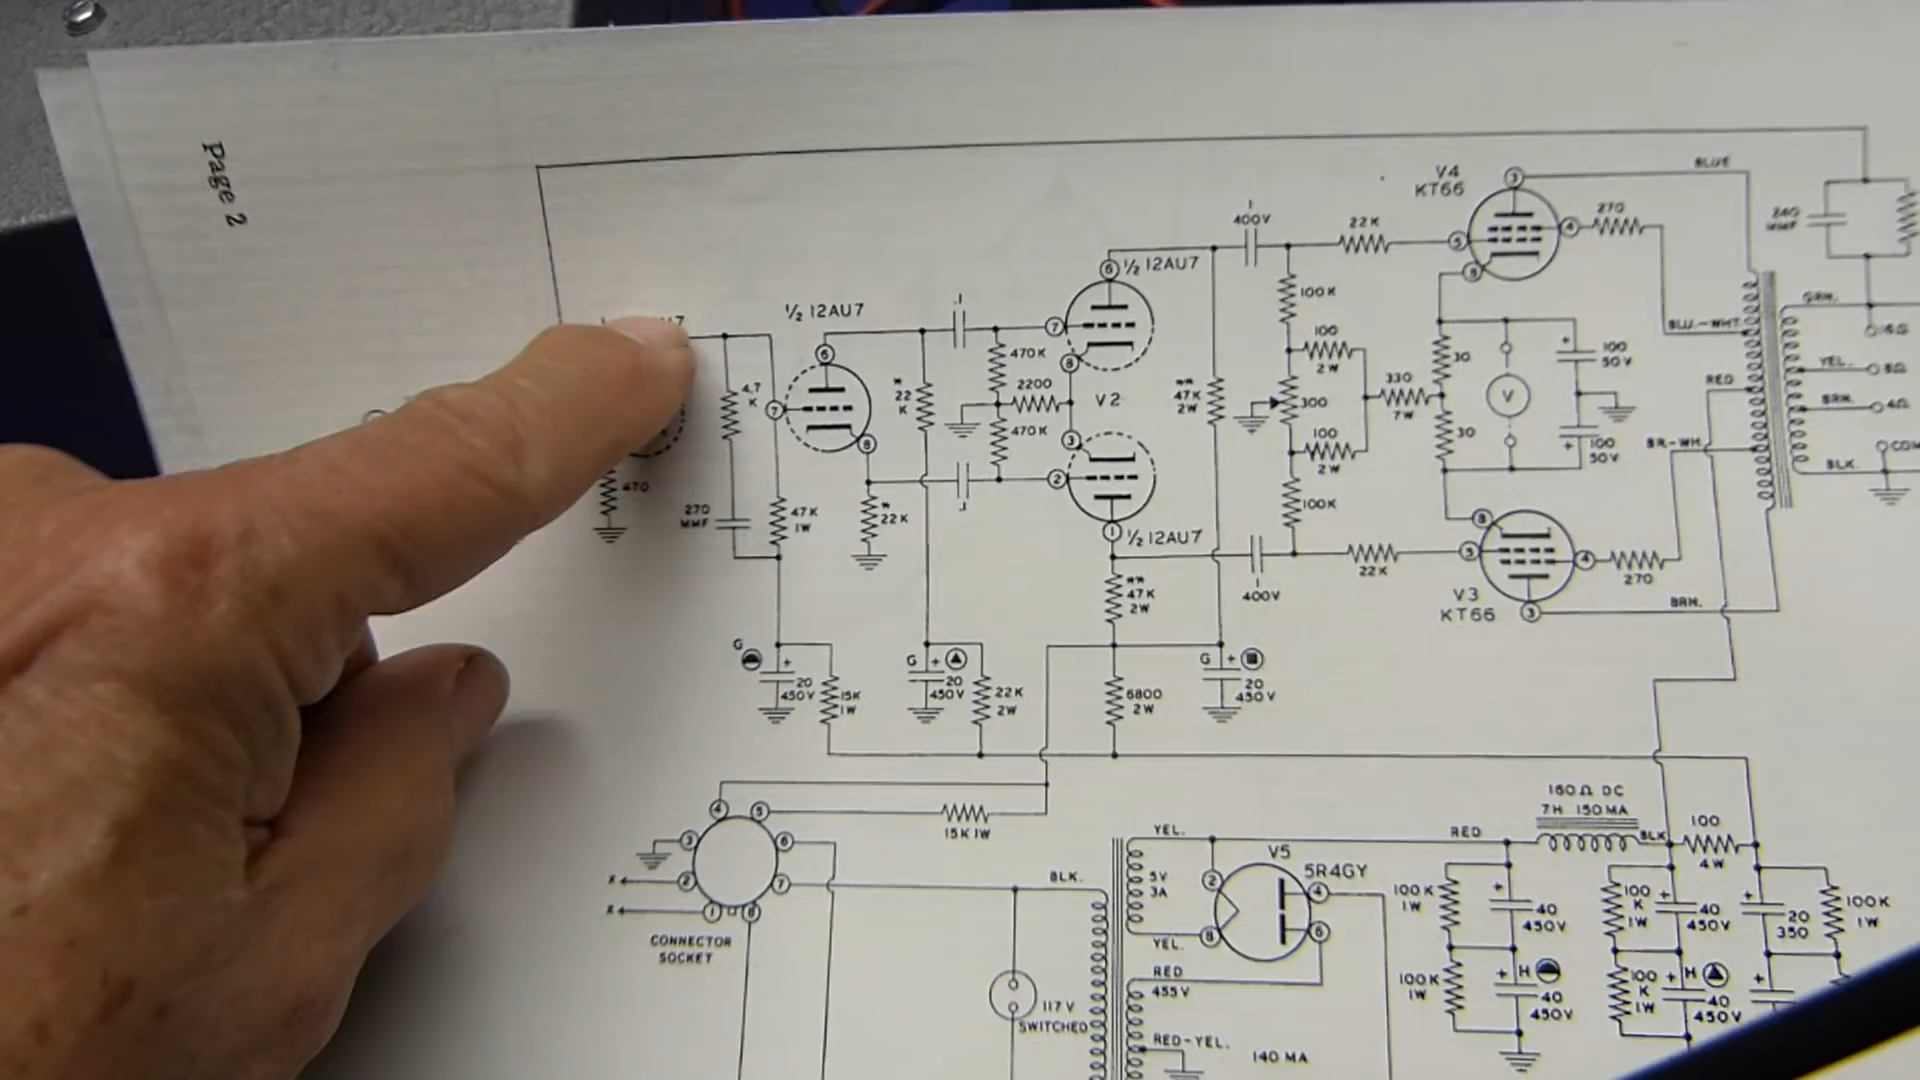 Page 2
V4
KT66
BLUE
1
400V
22K
270
240
MMF
½ 12AU7
½ 12AU7
.1
100K
470K
4.7
K
**
22
K
2200
V2
470K
**
47K
2W
100
2W
300
100
2W
330
7W
30
30
V
100
50V
100
50V
BLU.-WHT.
GRN.
16Ω
YEL.
8Ω
RED
BRN.
4Ω
BR-WH.
COM
BLK.
470
270
MMF
47K
1W
22K
.1
½ 12AU7
100K
1
400V
22K
V3
KT66
270
BRN.
**
47K
2W
G
20
450V
15K
1W
G
20
450V
22K
2W
6800
2W
G
20
450V
15K 1W
CONNECTOR
SOCKET
X
X
BLK.
117V
SWITCHED
YEL.
5V
3A
YEL.
V5
5R4GY
RED
455V
RED-YEL.
140 MA
RED
160Ω DC
7H 150MA
BLK
100
4W
100K
1W
40
450V
100
K
1W
40
450V
20
350
100K
1W
100K
1W
H
40
450V
100
K
1W
H
40
450V